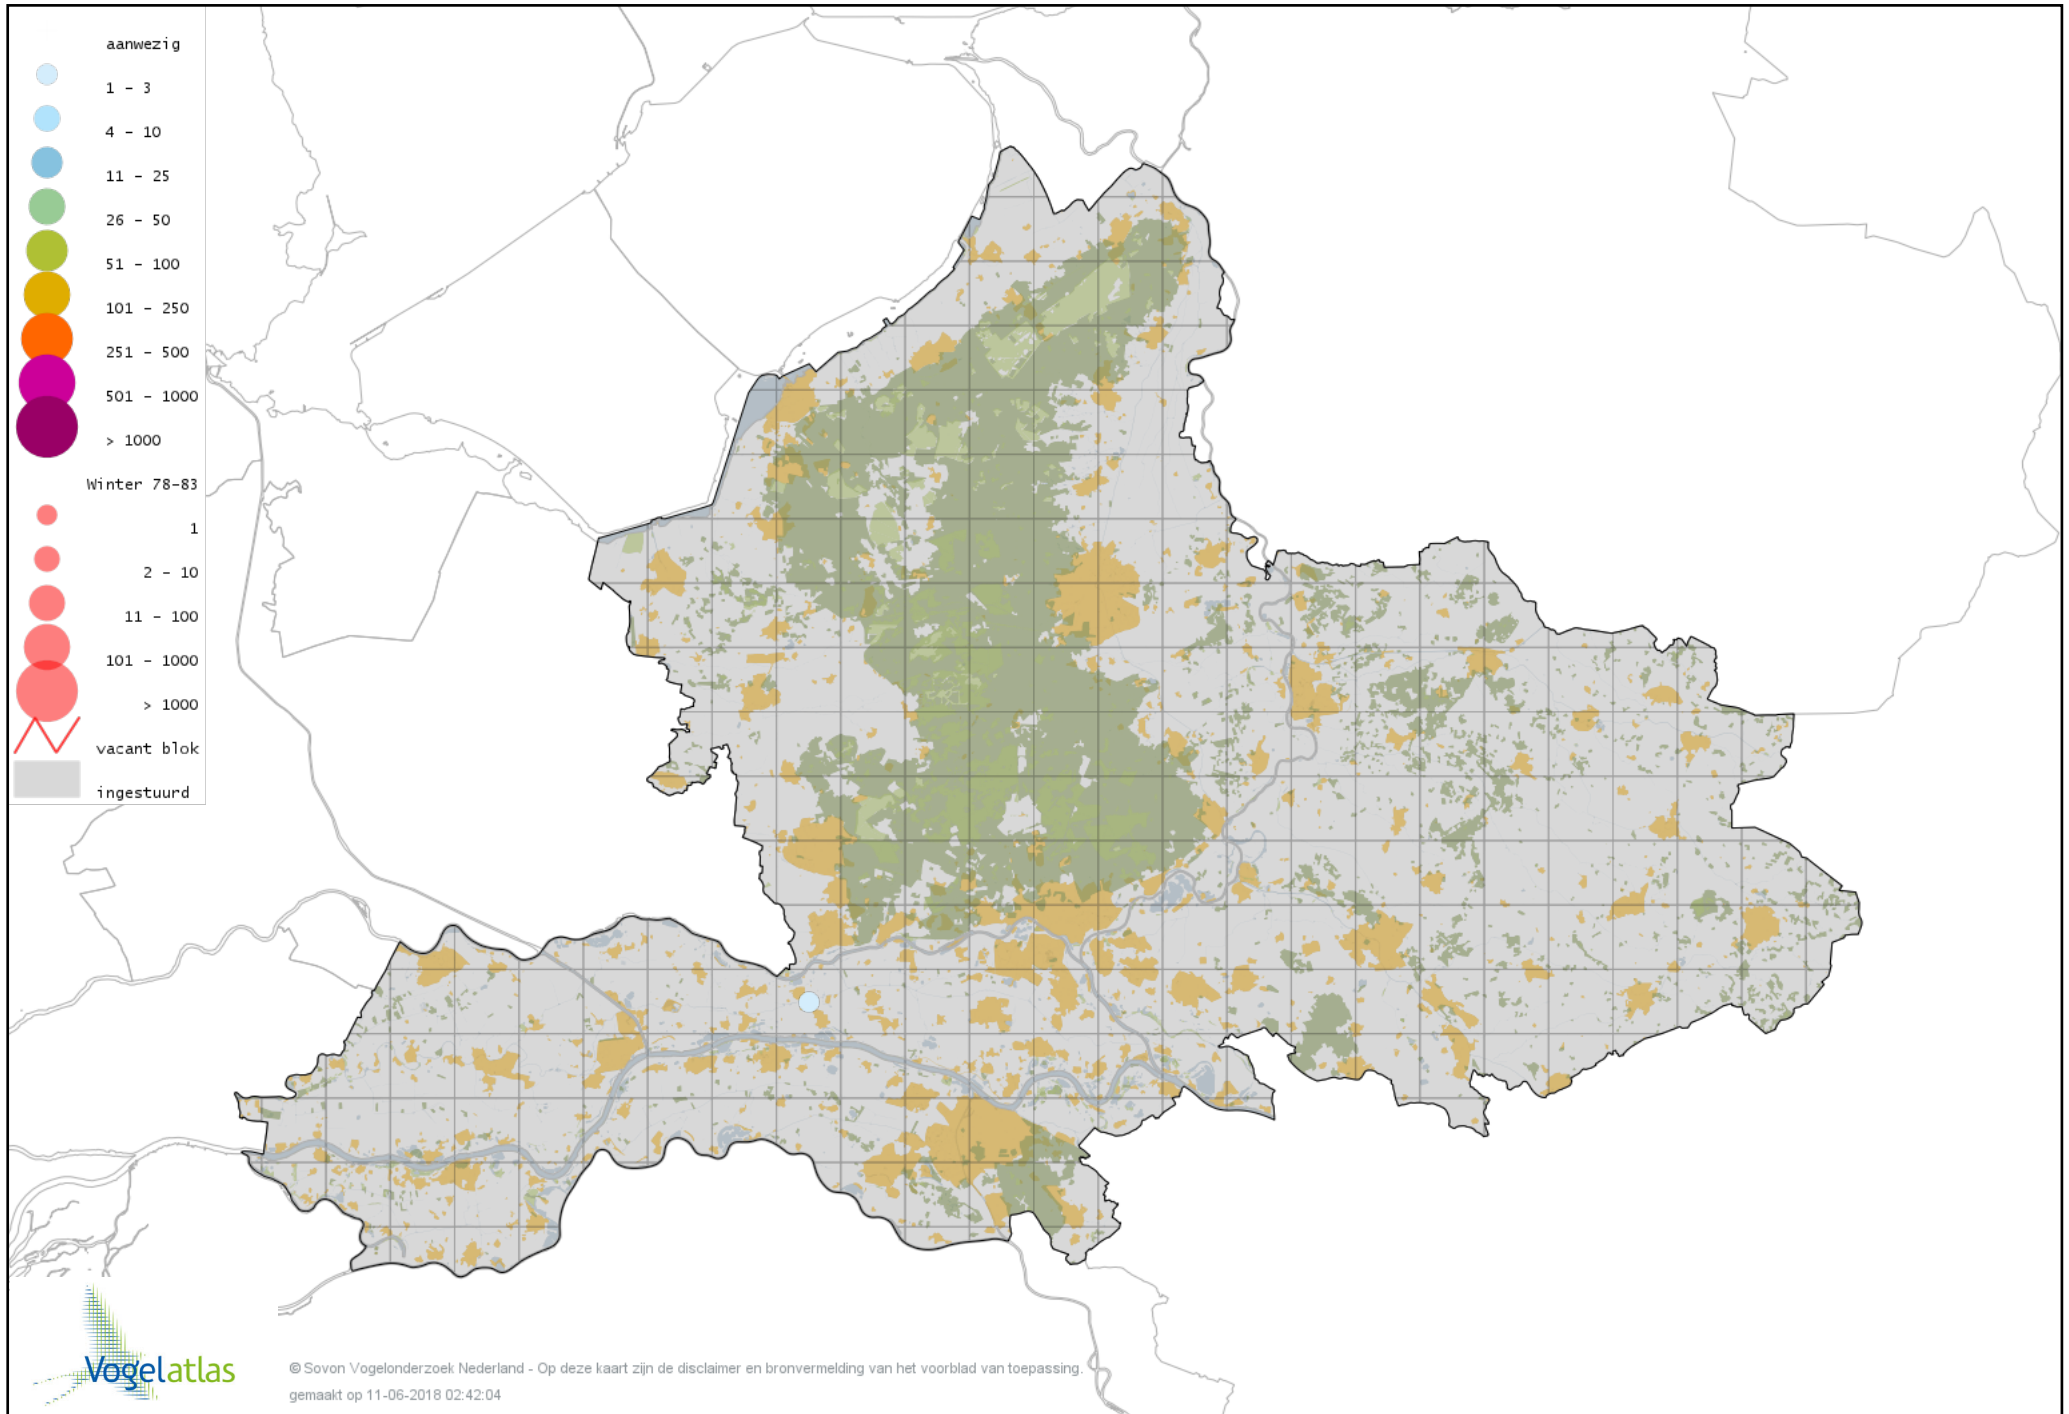 aanwezig
1 - 3
4 - 10
11 - 25
26 - 50
51 - 100
101 - 250
251 - 500
501 - 1000
> 1000
Winter 78-83
1
2 - 10
11 - 100
101 - 1000
> 1000
vacant blok
ingestuurd
Vogelatlas
© Sovon Vogelonderzoek Nederland - Op deze kaart zijn de disclaimer en bronvermelding van het voorblad van toepassing.
gemaakt op 11-06-2018 02:42:04